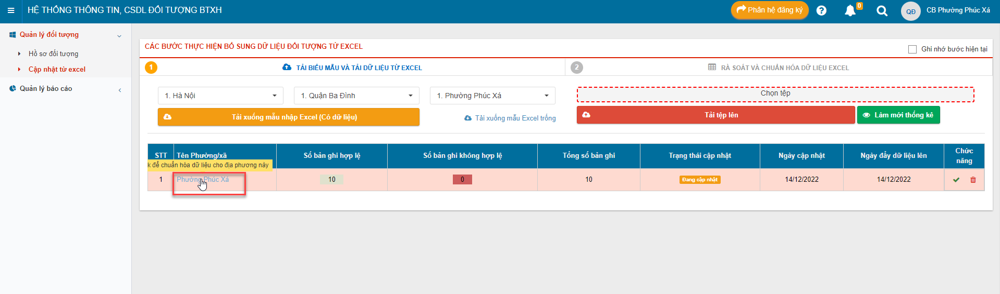 HỆ THỐNG THÔNG TIN, CSDL ĐỐI TƯỢNG BTXH
Phân hệ đăng ký
0
QĐ
CB Phường Phúc Xá
Quản lý đối tượng
Hồ sơ đối tượng
Cập nhật từ excel
Quản lý báo cáo
CÁC BƯỚC THỰC HIỆN BỔ SUNG DỮ LIỆU ĐỐI TƯỢNG TỪ EXCEL
Ghi nhớ bước hiện tại
1 TẢI BIỂU MẪU VÀ TẢI DỮ LIỆU TỪ EXCEL
2 RÀ SOÁT VÀ CHUẨN HÓA DỮ LIỆU EXCEL
1. Hà Nội
1. Quận Ba Đình
1. Phường Phúc Xá
Chọn tệp
Tải xuống mẫu nhập Excel (Có dữ liệu)
Tải xuống mẫu Excel trống
Tải tệp lên
Làm mới thống kê
STT Tên Phường/xã Số bản ghi hợp lệ Số bản ghi không hợp lệ Tổng số bản ghi Trạng thái cập nhật Ngày cập nhật Ngày đẩy dữ liệu lên Chức năng
k để chuẩn hóa dữ liệu cho địa phương này
1 Phường Phúc Xá 10 0 10 Đang cập nhật 14/12/2022 14/12/2022